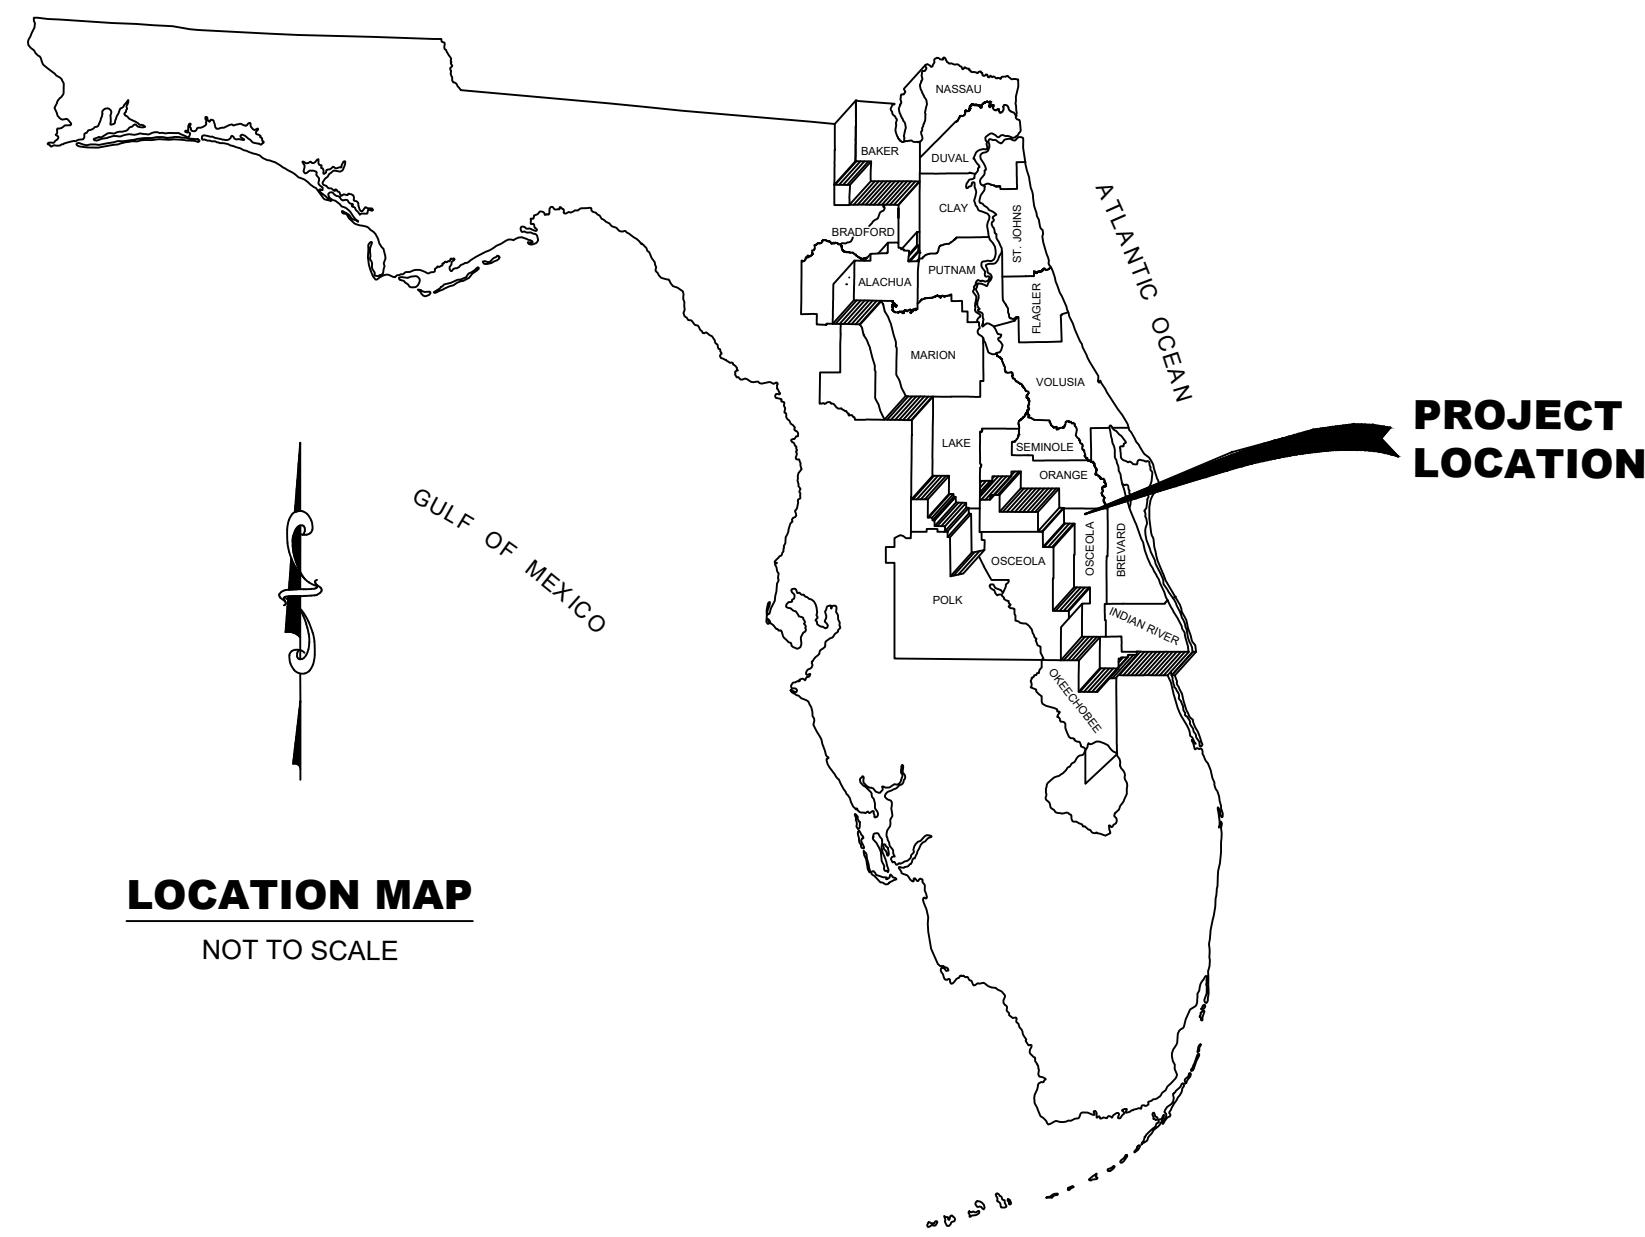 NASSAU
BAKER
DUVAL
CLAY
BRADFORD
ST. JOHNS
PUTNAM
ALACHUA
FLAGLER
MARION
VOLUSIA
LAKE
SEMINOLE
ORANGE
OSCEOLA
OSCEOLA
BREVARD
POLK
INDIAN RIVER
OKEECHOBEE
ATLANTIC OCEAN
GULF OF MEXICO
PROJECT
LOCATION
LOCATION MAP
NOT TO SCALE